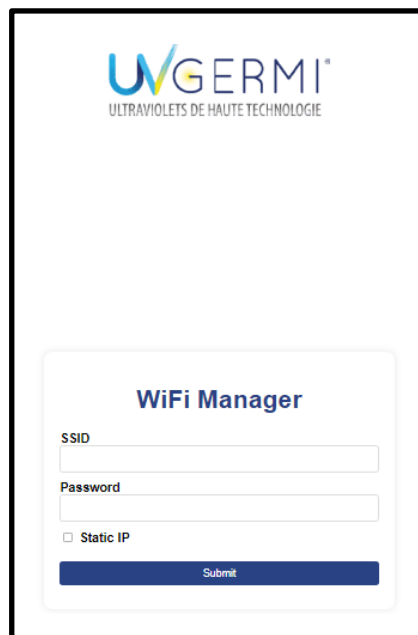 UVGERMI®
ULTRAVIOLETS DE HAUTE TECHNOLOGIE
WiFi Manager
SSID
Password
Static IP
Submit